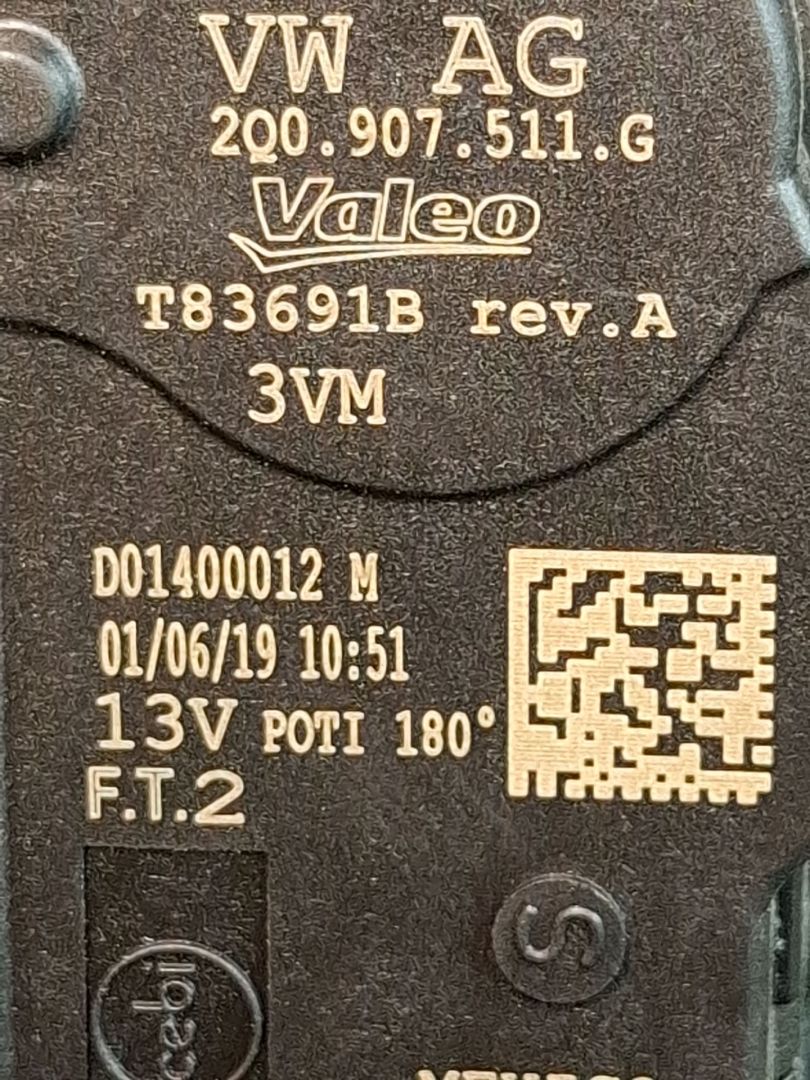 VW AG
2Q0.907.511.G
Valeo
T83691B rev.A
3VM
D01400012 M
01/06/19 10:51
13V POTI 180°
F.T.2
S
cebi